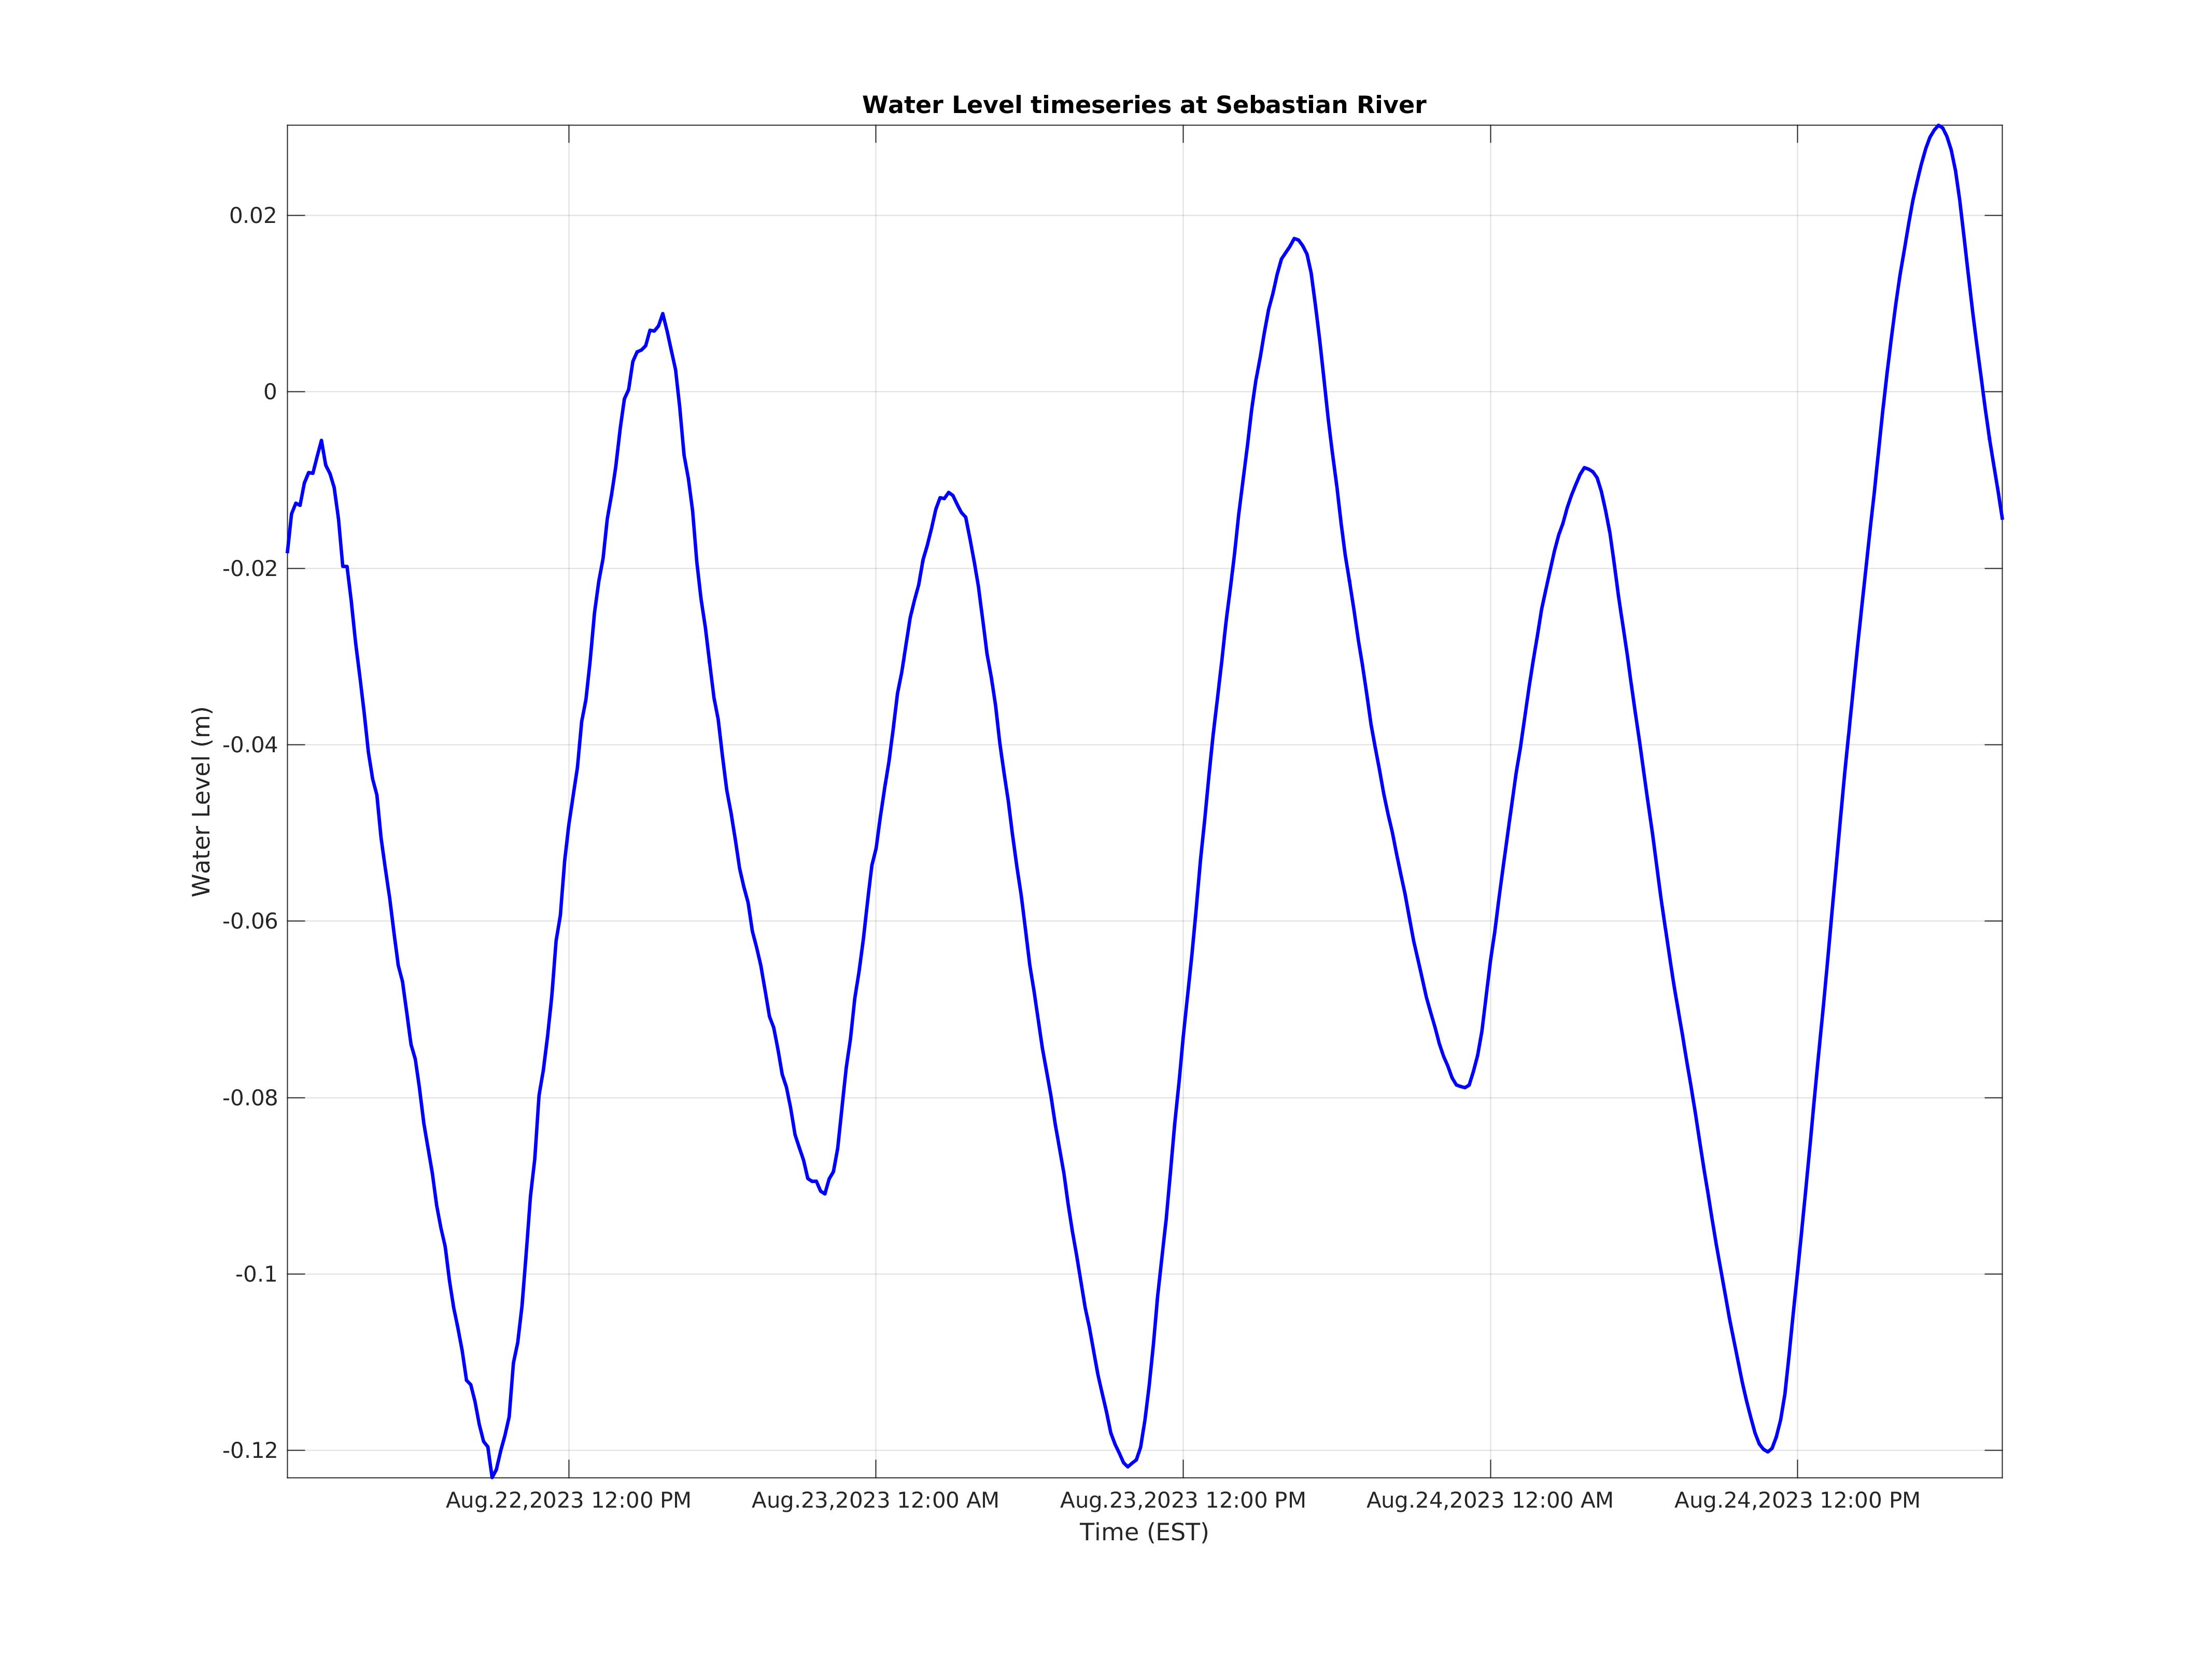 Water Level timeseries at Sebastian River
0.02
0
-0.02
-0.04
-0.06
-0.08
-0.1
-0.12
Water Level (m)
Aug.22,2023 12:00 PM
Aug.23,2023 12:00 AM
Aug.23,2023 12:00 PM
Aug.24,2023 12:00 AM
Aug.24,2023 12:00 PM
Time (EST)